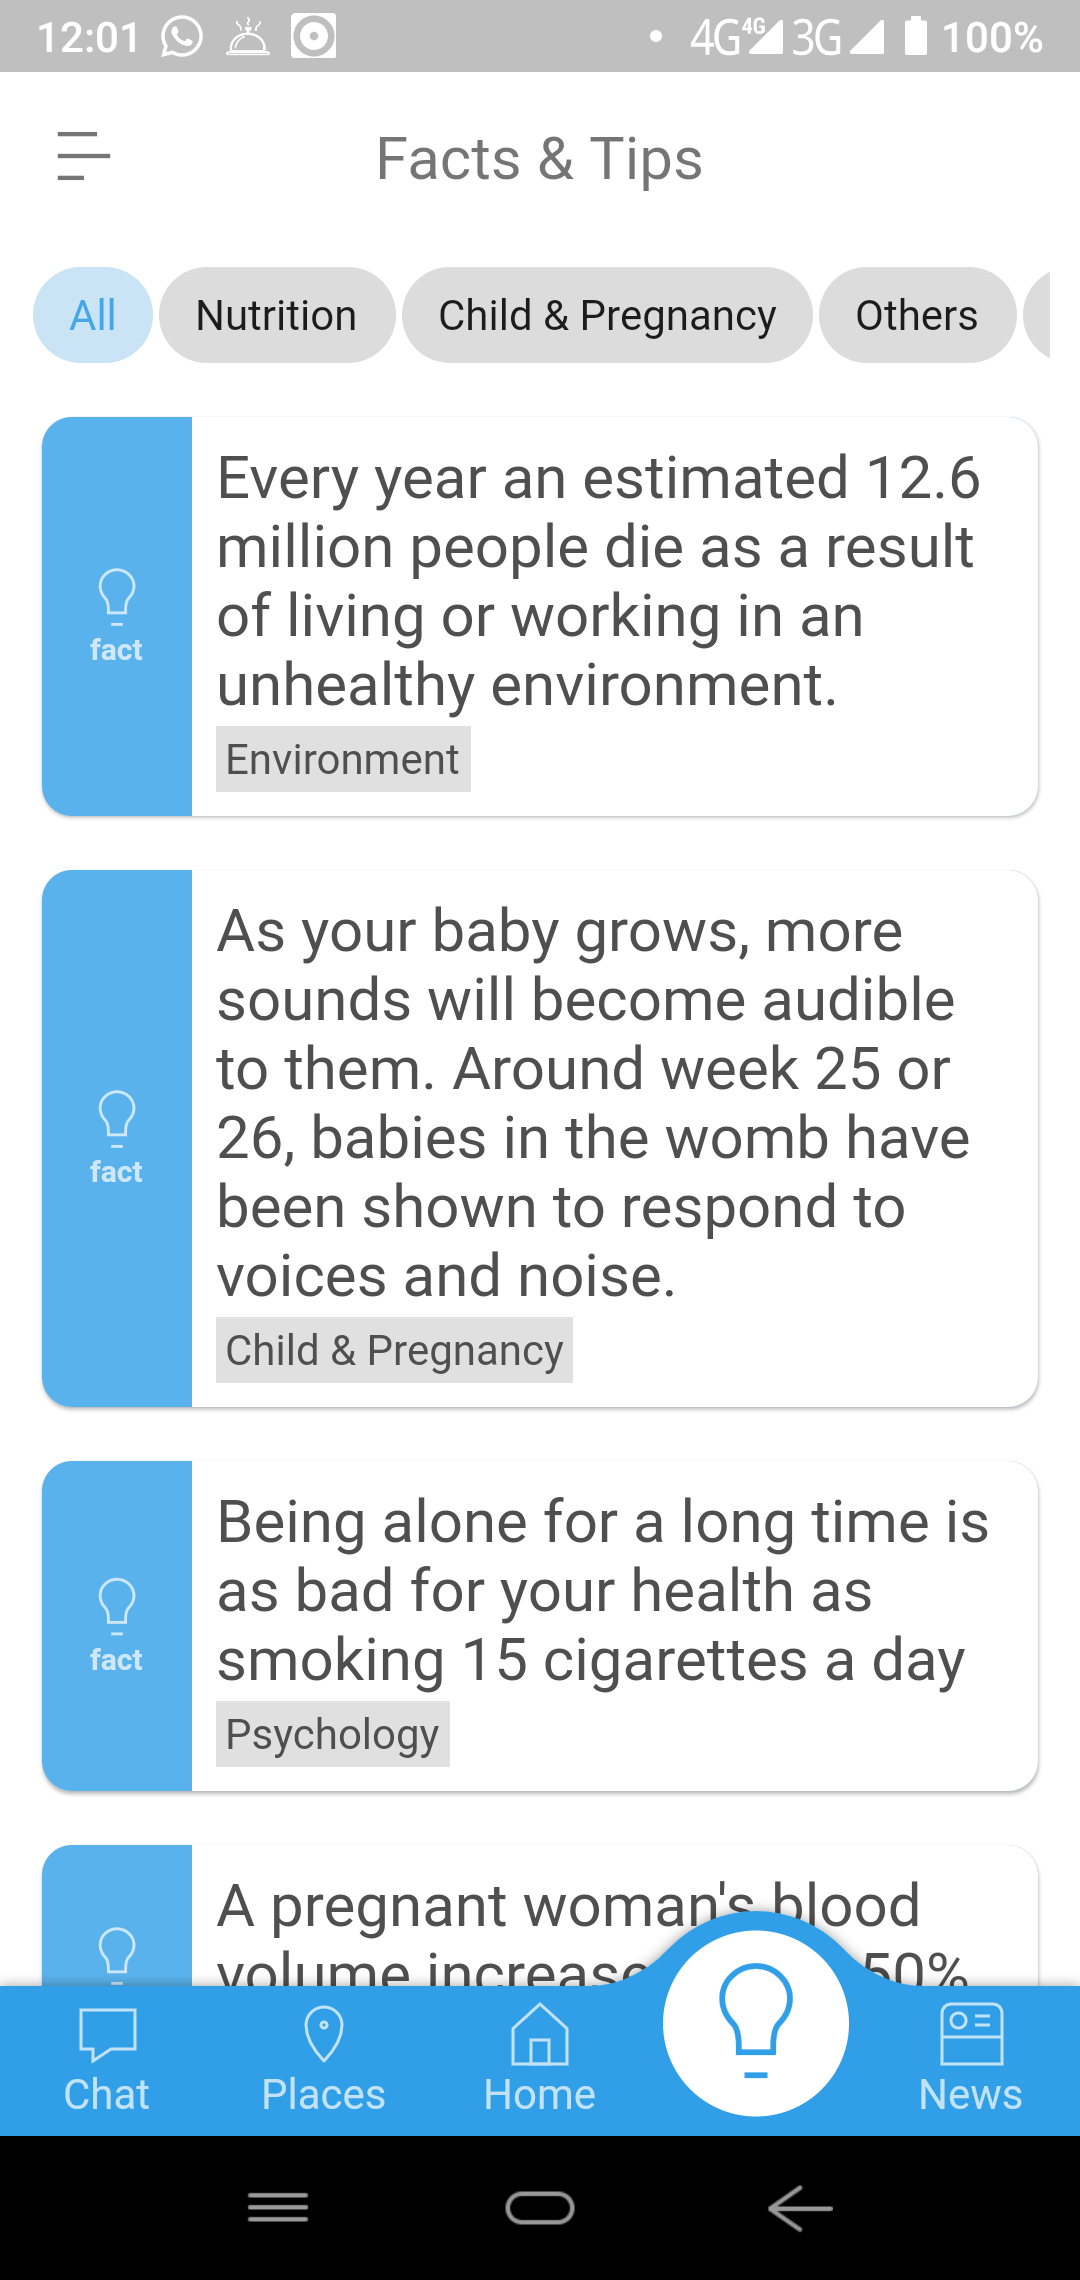 12:01 4G 4G 3G 100%
Facts & Tips
All Nutrition Child & Pregnancy Others
Every year an estimated 12.6
million people die as a result
of living or working in an
unhealthy environment.
fact
Environment
As your baby grows, more
sounds will become audible
to them. Around week 25 or
26, babies in the womb have
been shown to respond to
voices and noise.
fact
Child & Pregnancy
Being alone for a long time is
as bad for your health as
smoking 15 cigarettes a day
fact
Psychology
A pregnant woman's blood
volume increase 50%
Chat Places Home News